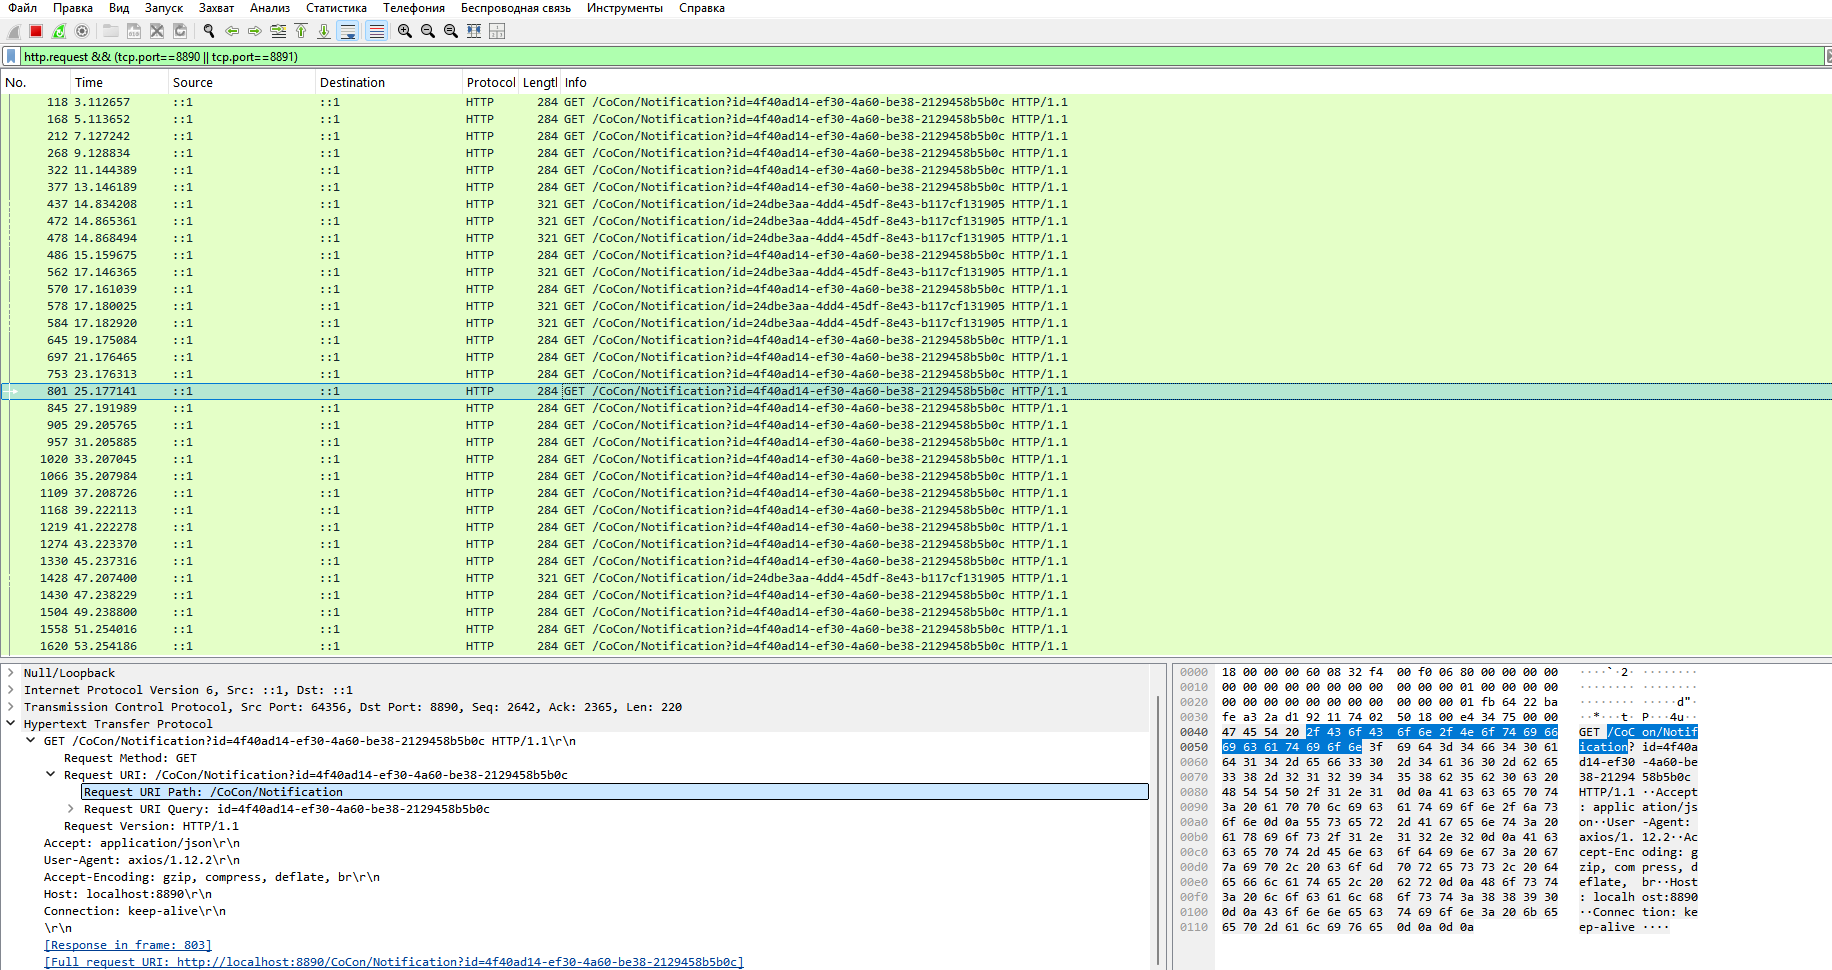 Файл Правка Вид Запуск Захват Анализ Статистика Телефония Беспроводная связь Инструменты Справка
http.request && (tcp.port==8890 || tcp.port==8891)
No. Time Source Destination Protocol Lengtl Info
118 3.112657 ::1 ::1 HTTP 284 GET /CoCon/Notification?id=4f40ad14-ef30-4a60-be38-2129458b5b0c HTTP/1.1
168 5.113652 ::1 ::1 HTTP 284 GET /CoCon/Notification?id=4f40ad14-ef30-4a60-be38-2129458b5b0c HTTP/1.1
212 7.127242 ::1 ::1 HTTP 284 GET /CoCon/Notification?id=4f40ad14-ef30-4a60-be38-2129458b5b0c HTTP/1.1
268 9.128834 ::1 ::1 HTTP 284 GET /CoCon/Notification?id=4f40ad14-ef30-4a60-be38-2129458b5b0c HTTP/1.1
322 11.144389 ::1 ::1 HTTP 284 GET /CoCon/Notification?id=4f40ad14-ef30-4a60-be38-2129458b5b0c HTTP/1.1
377 13.146189 ::1 ::1 HTTP 284 GET /CoCon/Notification?id=4f40ad14-ef30-4a60-be38-2129458b5b0c HTTP/1.1
437 14.834208 ::1 ::1 HTTP 321 GET /CoCon/Notification/id=24dbe3aa-4dd4-45df-8e43-b117cf131905 HTTP/1.1
472 14.865361 ::1 ::1 HTTP 321 GET /CoCon/Notification/id=24dbe3aa-4dd4-45df-8e43-b117cf131905 HTTP/1.1
478 14.868494 ::1 ::1 HTTP 321 GET /CoCon/Notification/id=24dbe3aa-4dd4-45df-8e43-b117cf131905 HTTP/1.1
486 15.159675 ::1 ::1 HTTP 284 GET /CoCon/Notification?id=4f40ad14-ef30-4a60-be38-2129458b5b0c HTTP/1.1
562 17.146365 ::1 ::1 HTTP 321 GET /CoCon/Notification/id=24dbe3aa-4dd4-45df-8e43-b117cf131905 HTTP/1.1
570 17.161039 ::1 ::1 HTTP 284 GET /CoCon/Notification?id=4f40ad14-ef30-4a60-be38-2129458b5b0c HTTP/1.1
578 17.180025 ::1 ::1 HTTP 321 GET /CoCon/Notification/id=24dbe3aa-4dd4-45df-8e43-b117cf131905 HTTP/1.1
584 17.182920 ::1 ::1 HTTP 321 GET /CoCon/Notification/id=24dbe3aa-4dd4-45df-8e43-b117cf131905 HTTP/1.1
645 19.175084 ::1 ::1 HTTP 284 GET /CoCon/Notification?id=4f40ad14-ef30-4a60-be38-2129458b5b0c HTTP/1.1
697 21.176465 ::1 ::1 HTTP 284 GET /CoCon/Notification?id=4f40ad14-ef30-4a60-be38-2129458b5b0c HTTP/1.1
753 23.176313 ::1 ::1 HTTP 284 GET /CoCon/Notification?id=4f40ad14-ef30-4a60-be38-2129458b5b0c HTTP/1.1
801 25.177141 ::1 ::1 HTTP 284 GET /CoCon/Notification?id=4f40ad14-ef30-4a60-be38-2129458b5b0c HTTP/1.1
845 27.191989 ::1 ::1 HTTP 284 GET /CoCon/Notification?id=4f40ad14-ef30-4a60-be38-2129458b5b0c HTTP/1.1
905 29.205765 ::1 ::1 HTTP 284 GET /CoCon/Notification?id=4f40ad14-ef30-4a60-be38-2129458b5b0c HTTP/1.1
957 31.205885 ::1 ::1 HTTP 284 GET /CoCon/Notification?id=4f40ad14-ef30-4a60-be38-2129458b5b0c HTTP/1.1
1020 33.207045 ::1 ::1 HTTP 284 GET /CoCon/Notification?id=4f40ad14-ef30-4a60-be38-2129458b5b0c HTTP/1.1
1066 35.207984 ::1 ::1 HTTP 284 GET /CoCon/Notification?id=4f40ad14-ef30-4a60-be38-2129458b5b0c HTTP/1.1
1109 37.208726 ::1 ::1 HTTP 284 GET /CoCon/Notification?id=4f40ad14-ef30-4a60-be38-2129458b5b0c HTTP/1.1
1168 39.222113 ::1 ::1 HTTP 284 GET /CoCon/Notification?id=4f40ad14-ef30-4a60-be38-2129458b5b0c HTTP/1.1
1219 41.222278 ::1 ::1 HTTP 284 GET /CoCon/Notification?id=4f40ad14-ef30-4a60-be38-2129458b5b0c HTTP/1.1
1274 43.223370 ::1 ::1 HTTP 284 GET /CoCon/Notification?id=4f40ad14-ef30-4a60-be38-2129458b5b0c HTTP/1.1
1330 45.237316 ::1 ::1 HTTP 284 GET /CoCon/Notification?id=4f40ad14-ef30-4a60-be38-2129458b5b0c HTTP/1.1
1428 47.207400 ::1 ::1 HTTP 321 GET /CoCon/Notification/id=24dbe3aa-4dd4-45df-8e43-b117cf131905 HTTP/1.1
1430 47.238229 ::1 ::1 HTTP 284 GET /CoCon/Notification?id=4f40ad14-ef30-4a60-be38-2129458b5b0c HTTP/1.1
1504 49.238800 ::1 ::1 HTTP 284 GET /CoCon/Notification?id=4f40ad14-ef30-4a60-be38-2129458b5b0c HTTP/1.1
1558 51.254016 ::1 ::1 HTTP 284 GET /CoCon/Notification?id=4f40ad14-ef30-4a60-be38-2129458b5b0c HTTP/1.1
1620 53.254186 ::1 ::1 HTTP 284 GET /CoCon/Notification?id=4f40ad14-ef30-4a60-be38-2129458b5b0c HTTP/1.1
Null/Loopback
Internet Protocol Version 6, Src: ::1, Dst: ::1
Transmission Control Protocol, Src Port: 64356, Dst Port: 8890, Seq: 2642, Ack: 2365, Len: 220
Hypertext Transfer Protocol
GET /CoCon/Notification?id=4f40ad14-ef30-4a60-be38-2129458b5b0c HTTP/1.1\r\n
Request Method: GET
Request URI: /CoCon/Notification?id=4f40ad14-ef30-4a60-be38-2129458b5b0c
Request URI Path: /CoCon/Notification
Request URI Query: id=4f40ad14-ef30-4a60-be38-2129458b5b0c
Request Version: HTTP/1.1
Accept: application/json\r\n
User-Agent: axios/1.12.2\r\n
Accept-Encoding: gzip, compress, deflate, br\r\n
Host: localhost:8890\r\n
Connection: keep-alive\r\n
\r\n
[Response in frame: 803]
[Full request URI: http://localhost:8890/CoCon/Notification?id=4f40ad14-ef30-4a60-be38-2129458b5b0c]
0000 18 00 00 00 60 08 32 f4 00 f0 06 80 00 00 00 00 ····`·2· ········
0010 00 00 00 00 00 00 00 00 00 00 00 01 00 00 00 00 ········ ········
0020 00 00 00 00 00 00 00 00 00 00 00 01 fb 64 22 ba ········ ·····d"·
0030 fe a3 2a d1 92 11 74 02 50 18 00 e4 34 75 00 00 ··*···t· P···4u··
0040 47 45 54 20 2f 43 6f 43 6f 6e 2f 4e 6f 74 69 66 GET /CoC on/Notif
0050 69 63 61 74 69 6f 6e 3f 69 64 3d 34 66 34 30 61 ication? id=4f40a
0060 64 31 34 2d 65 66 33 30 2d 34 61 36 30 2d 62 65 d14-ef30 -4a60-be
0070 33 38 2d 32 31 32 39 34 35 38 62 35 62 30 63 20 38-21294 58b5b0c
0080 48 54 54 50 2f 31 2e 31 0d 0a 41 63 63 65 70 74 HTTP/1.1 ··Accept
0090 3a 20 61 70 70 6c 69 63 61 74 69 6f 6e 2f 6a 73 : applic ation/js
00a0 6f 6e 0d 0a 55 73 65 72 2d 41 67 65 6e 74 3a 20 on··User -Agent:
00b0 61 78 69 6f 73 2f 31 2e 31 32 2e 32 0d 0a 41 63 axios/1. 12.2··Ac
00c0 63 65 70 74 2d 45 6e 63 6f 64 69 6e 67 3a 20 67 cept-Enc oding: g
00d0 7a 69 70 2c 20 63 6f 6d 70 72 65 73 73 2c 20 64 zip, com press, d
00e0 65 66 6c 61 74 65 2c 20 62 72 0d 0a 48 6f 73 74 eflate, br··Host
00f0 3a 20 6c 6f 63 61 6c 68 6f 73 74 3a 38 38 39 30 : localh ost:8890
0100 0d 0a 43 6f 6e 6e 65 63 74 69 6f 6e 3a 20 6b 65 ··Connec tion: ke
0110 65 70 2d 61 6c 69 76 65 0d 0a 0d 0a ep-alive ····